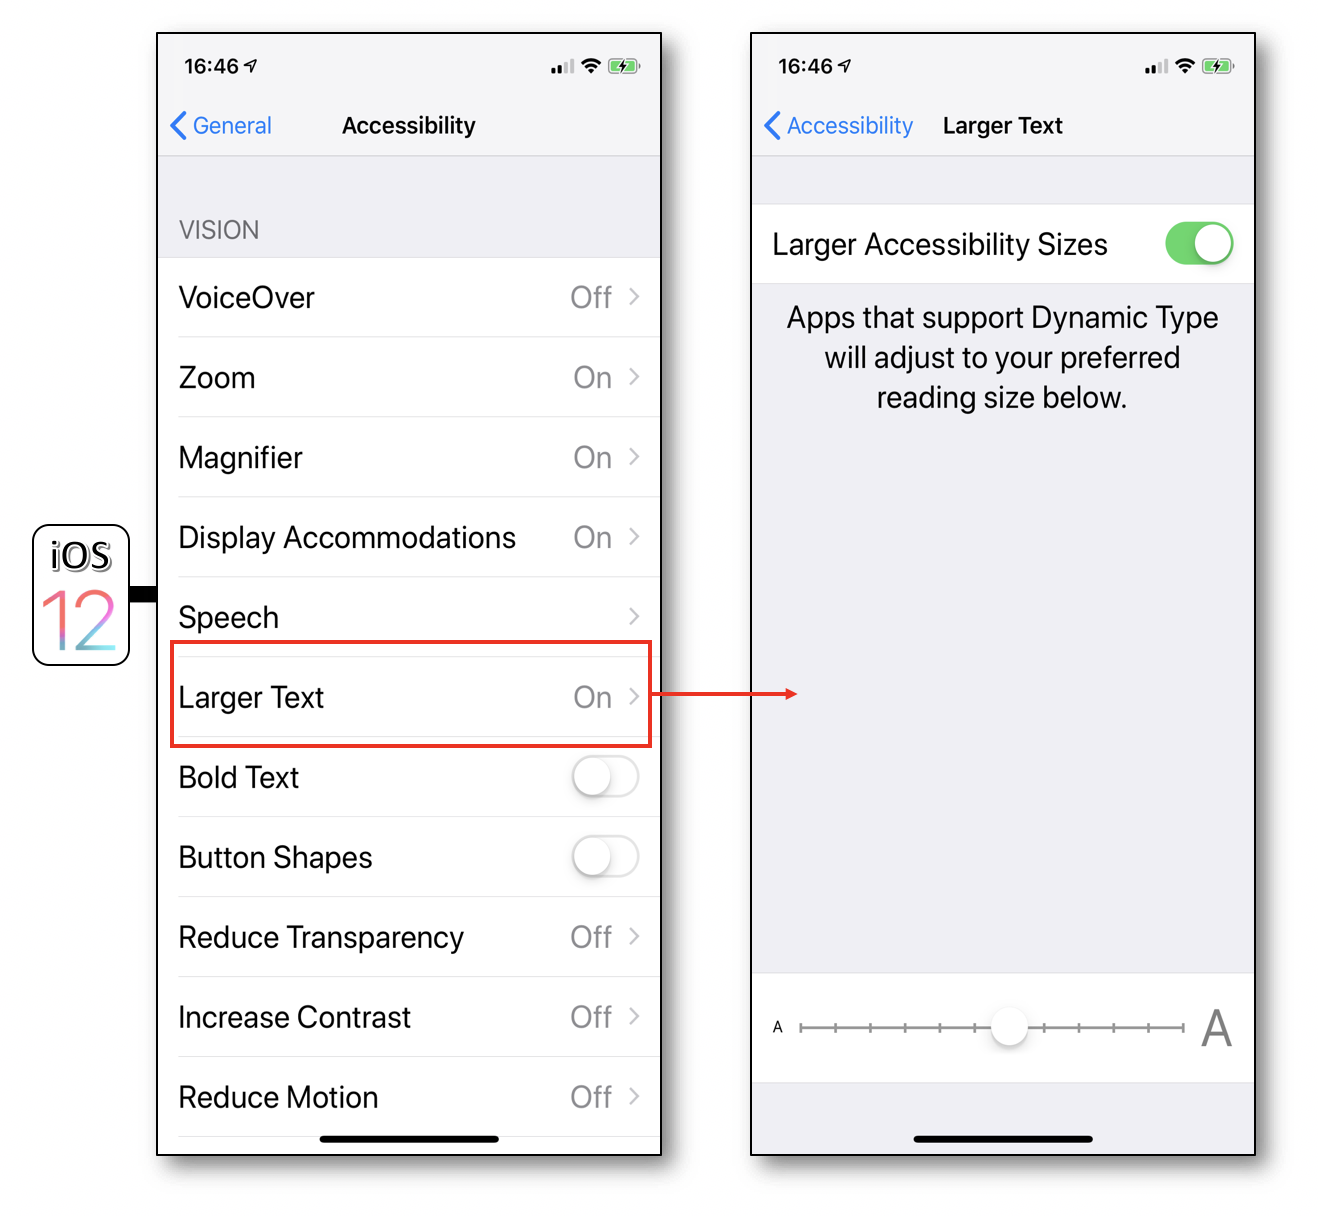 iOS
12
16:46
General
Accessibility
VISION
VoiceOver Off
Zoom On
Magnifier On
Display Accommodations On
Speech
Larger Text On
Bold Text
Button Shapes
Reduce Transparency Off
Increase Contrast Off
Reduce Motion Off
16:46
Accessibility
Larger Text
Larger Accessibility Sizes
Apps that support Dynamic Type
will adjust to your preferred
reading size below.
A A